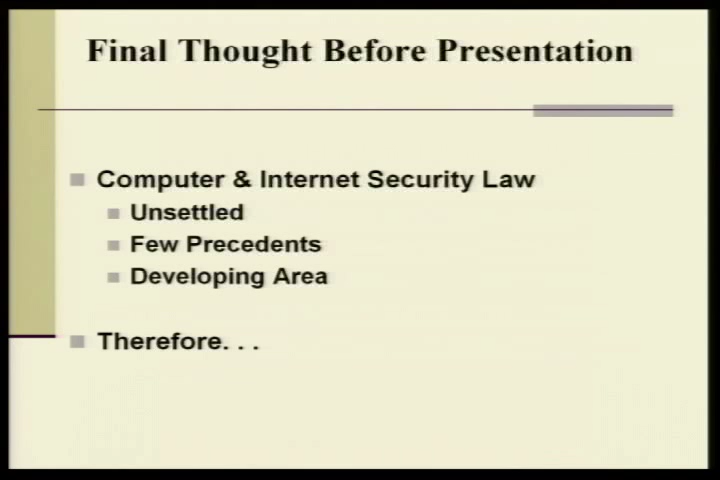 Final Thought Before Presentation
Computer & Internet Security Law
Unsettled
Few Precedents
Developing Area
Therefore. . .